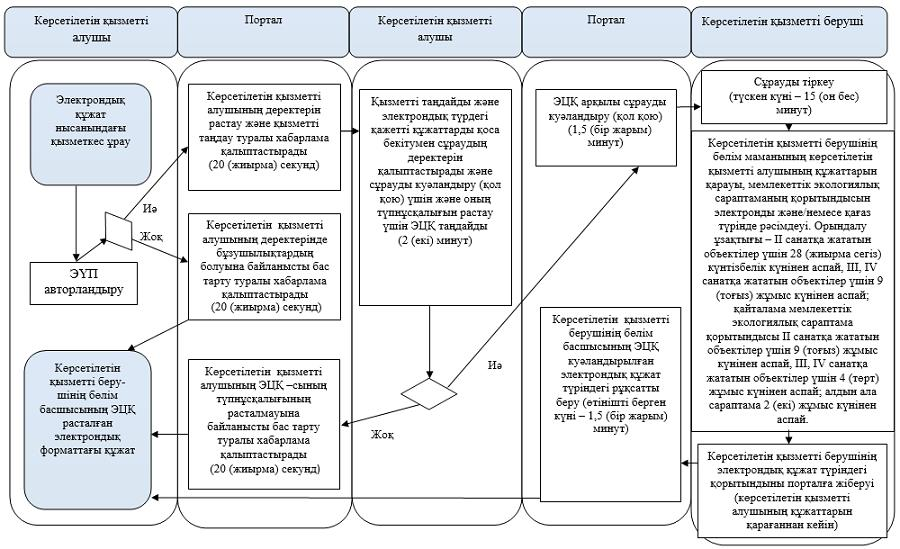 Көрсетілетін қызметті
алушы
Портал
Көрсетілетін қызметті
алушы
Портал
Көрсетілетін қызметті беруші
Электрондық
құжат
нысанындағы
қызметкес ұрау
Иә
Жоқ
ЭҮП
авторландыру
Көрсетілетін
қызметті беру-
шінің бөлім
басшысының ЭЦҚ
расталған
электрондық
форматтағы құжат
Көрсетілетін қызметті
алушының деректерін
растау және қызметті
таңдау туралы хабарлама
қалыптастырады
(20 (жиырма) секунд)
Көрсетілетін қызметті
алушының деректерінде
бұзушылықтардың
болуына байланысты бас
тарту туралы хабарлама
қалыптастырады
(20 (жиырма) секунд)
Көрсетілетін қызметті
алушының ЭЦҚ –сының
түпнұсқалығының
расталмауына
байланысты бас тарту
туралы хабарлама
қалыптастырады
(20 (жиырма) секунд)
Қызметті таңдайды және
электрондық түрдегі
қажетті құжаттарды қоса
бекітумен сұраудың
деректерін
қалыптастырады және
сұрауды куәландыру (қол
қою) үшін және оның
түпнұсқалығын растау
үшін ЭЦҚ таңдайды
(2 (екі) минут)
Иә
Жоқ
ЭЦҚ арқылы сұрауды
куәландыру (қол қою)
(1,5 (бір жарым)
минут)
Көрсетілетін қызметті
берушінің бөлім
басшысының ЭЦҚ
куәландырылған
электрондық құжат
түріндегі рұқсатты
беру (өтінішті берген
күні – 1,5 (бір жарым)
минут)
Сұрауды тіркеу
(түскен күні – 15 (он бес)
минут)
Көрсетілетін қызметті берушінің
бөлім маманының көрсетілетін
қызметті алушының құжаттарын
қарауы, мемлекеттік экологиялық
сараптаманың қорытындысын
электронды және/немесе қағаз
түрінде рәсімдеуі. Орындалу
ұзақтығы – II санатқа жататын
объектілер үшін 28 (жиырма сегіз)
күнтізбелік күнінен аспай, III, IV
санатқа жататын объектілер үшін 9
(тоғыз) жұмыс күнінен аспай;
қайталама мемлекеттік
экологиялық сараптама
қорытындысы II санатқа жататын
объектілер үшін 9 (тоғыз) жұмыс
күнінен аспай, III, IV санатқа
жататын объектілер үшін 4 (төрт)
жұмыс күнінен аспай; алдын ала
сараптама 2 (екі) жұмыс күнінен
аспай.
Көрсетілетін қызметті берушінің
электрондық құжат түріндегі
қорытындыны порталға жіберуі
(көрсетілетін қызметті
алушының құжаттарын
қарағаннан кейін)